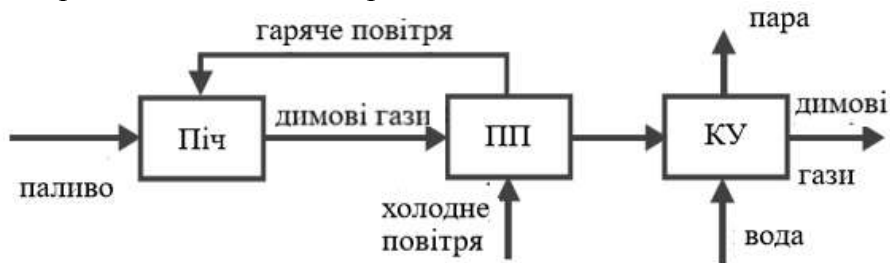 гаряче повітря
пара
Піч
димові гази
ПП
КУ
димові
гази
паливо
холодне
повітря
вода